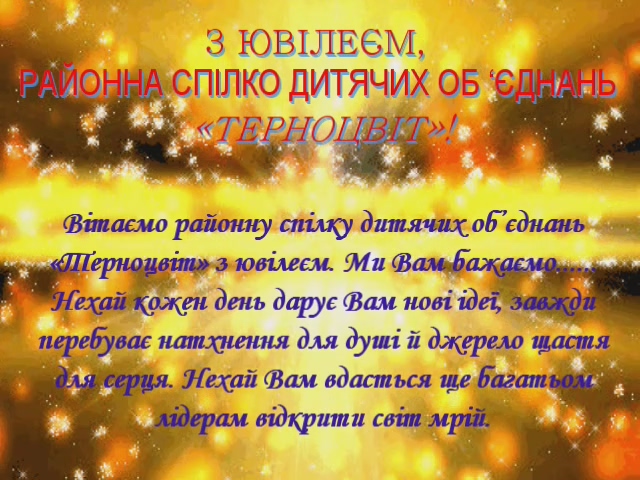 З ЮВІЛЕЄМ,
РАЙОННА СПІЛКО ДИТЯЧИХ ОБ ‘ЄДНАНЬ
«ТЕРНОЦВІТ»!
Вітаємо районну спілку дитячих об’єднань
«Терноцвіт» з ювілеєм. Ми Вам бажаємо......
Нехай кожен день дарує Вам нові ідеї, завжди
перебуває натхнення для душі й джерело щастя
для серця. Нехай Вам вдасться ще багатьом
лідерам відкрити світ мрій.